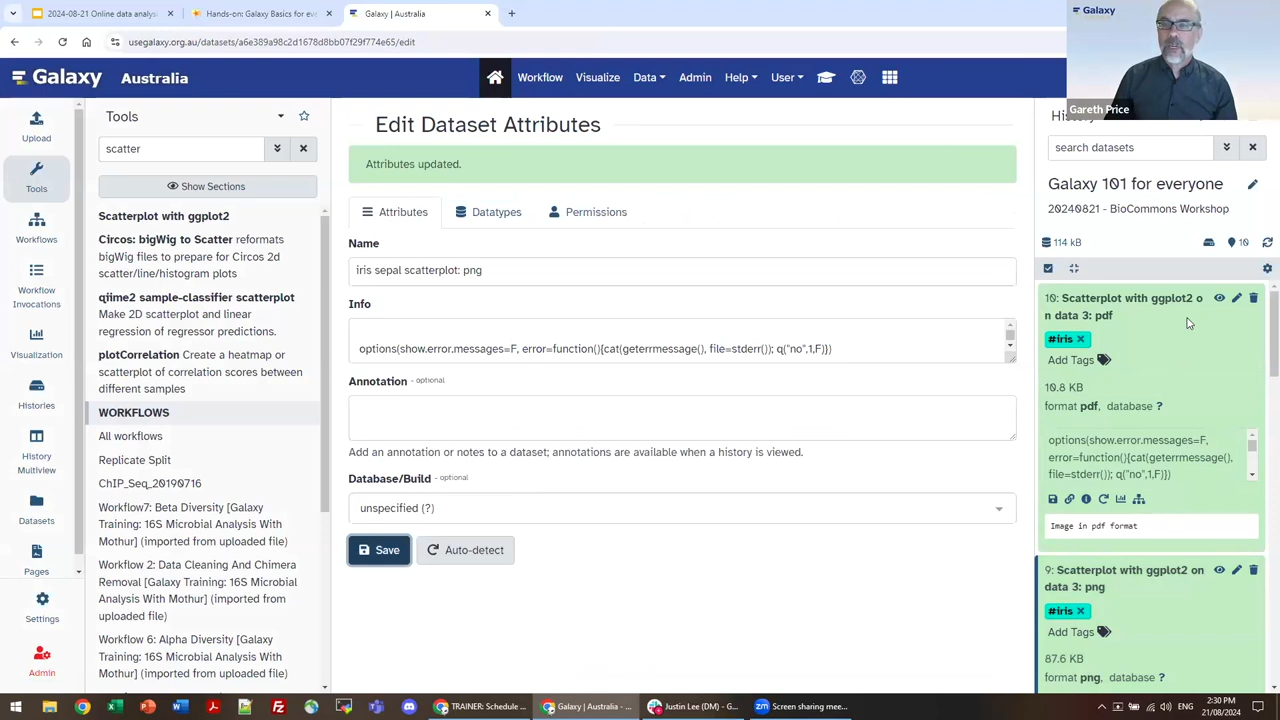 2024-08-21 Online data analysi
Hands-on: Galaxy Basics for eve
Galaxy | Australia
usegalaxy.org.au/datasets/a6e389a98c2d1678d8bb07f29f774e65/edit
Galaxy
Gareth Price
Galaxy Australia
Workflow
Visualize
Data
Admin
Help
User
Upload
Tools
Workflows
Workflow
Invocations
Visualization
Histories
History
Multiview
Datasets
Pages
Settings
Admin
Tools
scatter
Show Sections
Scatterplot with ggplot2
Circos: bigWig to Scatter reformats
bigWig files to prepare for Circos 2d
scatter/line/histogram plots
qiime2 sample-classifier scatterplot
Make 2D scatterplot and linear
regression of regressor predictions.
plotCorrelation Create a heatmap or
scatterplot of correlation scores between
different samples
WORKFLOWS
All workflows
Replicate Split
ChIP_Seq_20190716
Workflow7: Beta Diversity [Galaxy
Training: 16S Microbial Analysis With
Mothur] (imported from uploaded file)
Workflow 2: Data Cleaning And Chimera
Removal [Galaxy Training: 16S Microbial
Analysis With Mothur] (imported from
uploaded file)
Workflow 6: Alpha Diversity [Galaxy
Training: 16S Microbial Analysis With
Edit Dataset Attributes
Attributes updated.
Attributes
Datatypes
Permissions
Name
iris sepal scatterplot: png
Info
options(show.error.messages=F, error=function(){cat(geterrmessage(), file=stderr()); q("no",1,F)})
Annotation - optional
Add an annotation or notes to a dataset; annotations are available when a history is viewed.
Database/Build - optional
unspecified (?)
Save
Auto-detect
search datasets
Galaxy 101 for everyone
20240821 - BioCommons Workshop
114 kB
10
10: Scatterplot with ggplot2 o
n data 3: pdf
#iris
Add Tags
10.8 KB
format pdf, database ?
options(show.error.messages=F,
error=function(){cat(geterrmessage(),
file=stderr()); q("no",1,F)})
Image in pdf format
9: Scatterplot with ggplot2 on
data 3: png
#iris
Add Tags
87.6 KB
format png, database ?
TRAINER: Schedule ...
Galaxy | Australia - ...
Justin Lee (DM) - G...
Screen sharing mee...
ENG
2:30 PM
21/08/2024